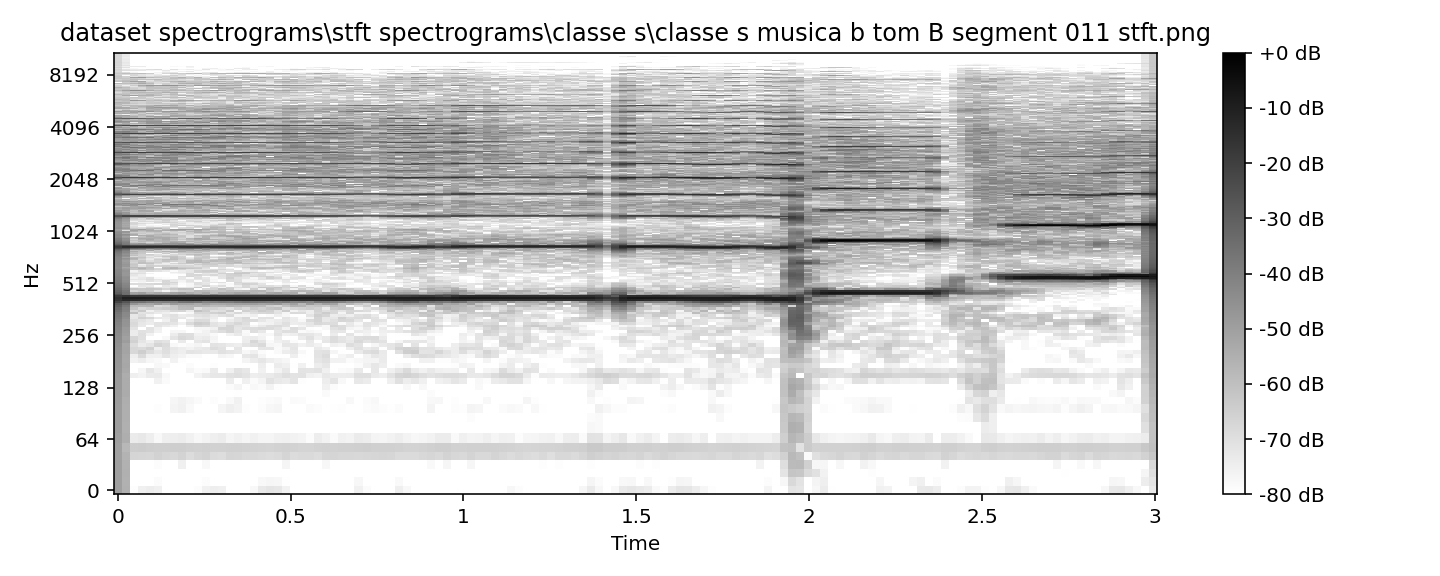 dataset spectrograms\stft spectrograms\classe s\classe s musica b tom B segment 011 stft.png
8192
4096
2048
1024
512
256
128
64
0
Hz
0
0.5
1
1.5
2
2.5
3
Time
+0 dB
-10 dB
-20 dB
-30 dB
-40 dB
-50 dB
-60 dB
-70 dB
-80 dB